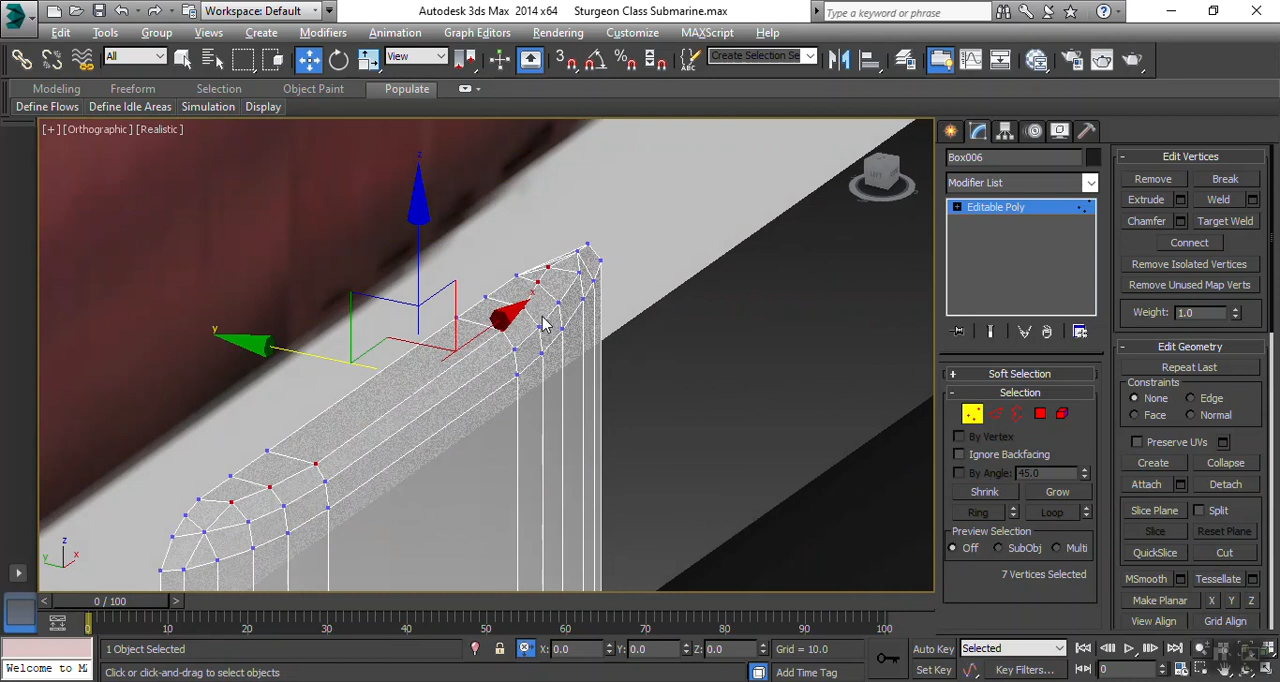 Workspace: Default
Autodesk 3ds Max 2014 x64
Sturgeon Class Submarine.max
Type a keyword or phrase
Edit
Tools
Group
Views
Create
Modifiers
Animation
Graph Editors
Rendering
Customize
MAXScript
Help
All
View
3
Create Selection Se
Modeling
Freeform
Selection
Object Paint
Populate
Define Flows
Define Idle Areas
Simulation
Display
[+] [Orthographic] [Realistic]
z
y
x
z
y
x
Box006
Modifier List
Editable Poly
Soft Selection
Selection
By Vertex
Ignore Backfacing
By Angle: 45.0
Shrink
Grow
Ring
Loop
Preview Selection
Off
SubObj
Multi
7 Vertices Selected
Edit Vertices
Remove
Break
Extrude
Weld
Chamfer
Target Weld
Connect
Remove Isolated Vertices
Remove Unused Map Verts
Weight: 1.0
Edit Geometry
Repeat Last
Constraints
None
Edge
Face
Normal
Preserve UVs
Create
Collapse
Attach
Detach
Slice Plane
Split
Slice
Reset Plane
QuickSlice
Cut
MSmooth
Tessellate
Make Planar
X
Y
Z
View Align
Grid Align
< 0 / 100 >
0
10
20
30
40
50
60
70
80
90
100
1 Object Selected
X: 0.0
Y: 0.0
Z: 0.0
Grid = 10.0
Auto Key
Selected
Welcome to M
Click or click-and-drag to select objects
Add Time Tag
Set Key
Key Filters...
0